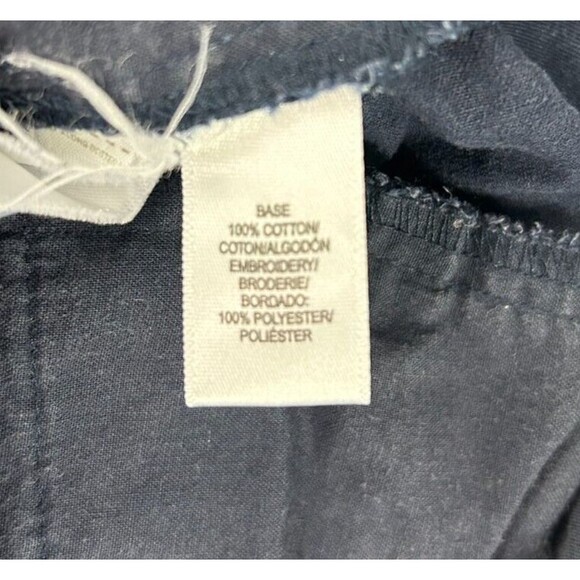 BASE
100% COTTON/
COTON/ALGODÓN
EMBROIDERY/
BRODERIE/
BORDADO:
100% POLYESTER/
POLIÉSTER